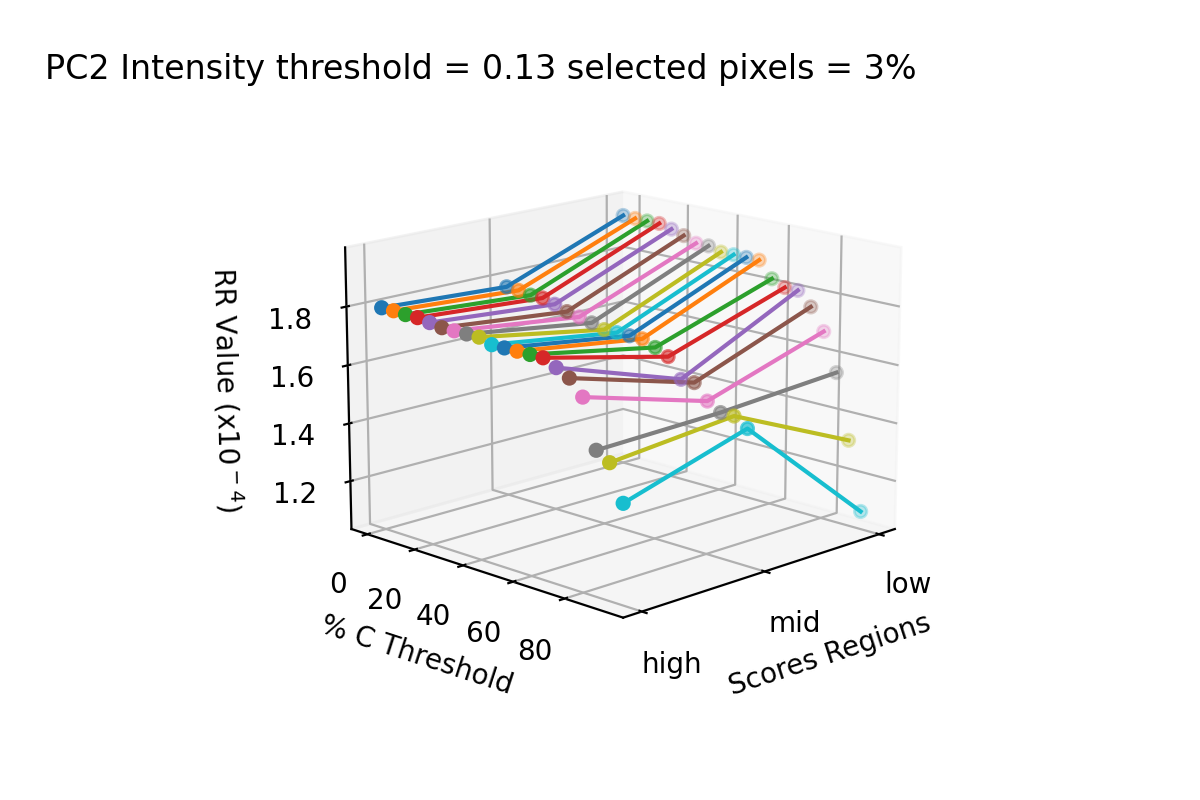 PC2 Intensity threshold = 0.13 selected pixels = 3%
RR Value (x10⁻⁴)
1.8
1.6
1.4
1.2
0
20
40
60
80
% C Threshold
high
mid
low
Scores Regions